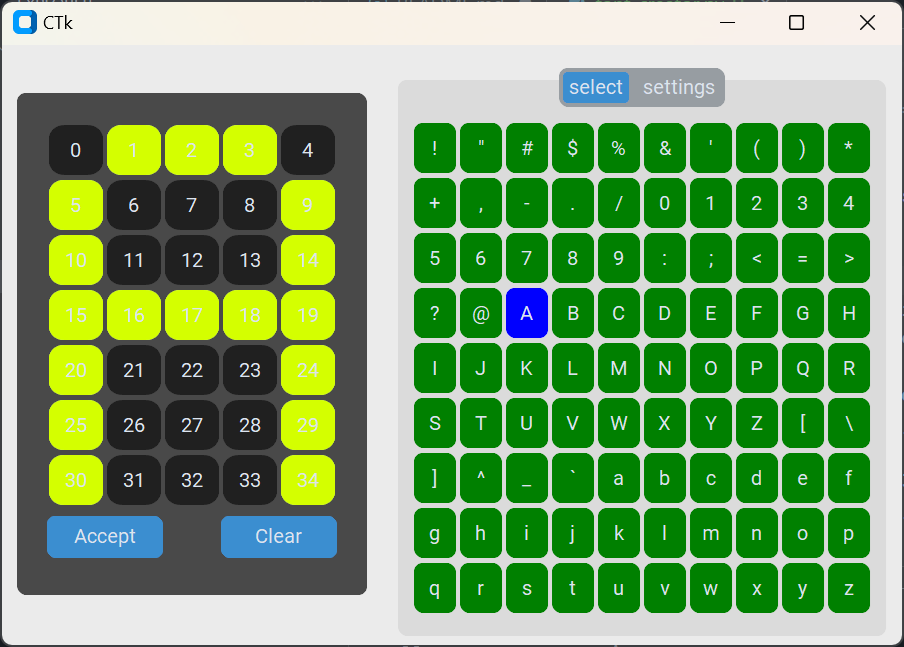 CTk
select settings
0 1 2 3 4
5 6 7 8 9
10 11 12 13 14
15 16 17 18 19
20 21 22 23 24
25 26 27 28 29
30 31 32 33 34
Accept Clear
! " # $ % & ' ( ) *
+ , - . / 0 1 2 3 4
5 6 7 8 9 : ; < = >
? @ A B C D E F G H
I J K L M N O P Q R
S T U V W X Y Z [ \
] ^ _ ` a b c d e f
g h i j k l m n o p
q r s t u v w x y z